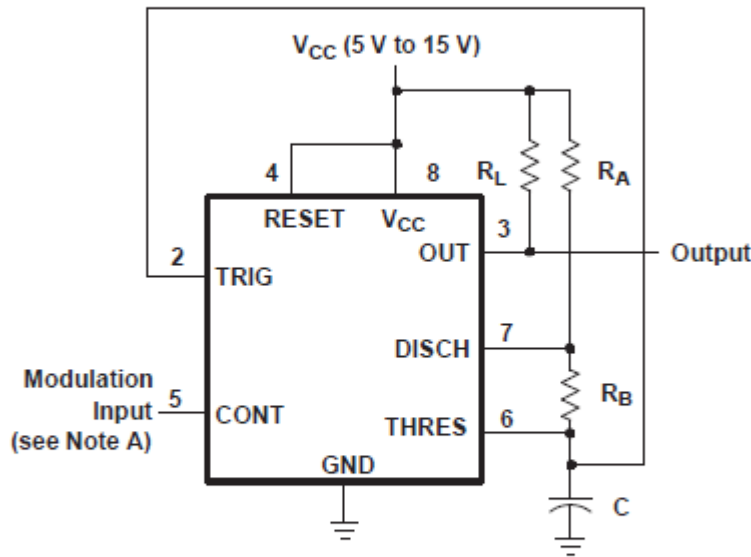 VCC (5 V to 15 V)
4
8
RL
RA
RESET
VCC
3
2
OUT
Output
TRIG
DISCH
7
Modulation
Input
(see Note A)
5
CONT
RB
THRES
6
GND
C